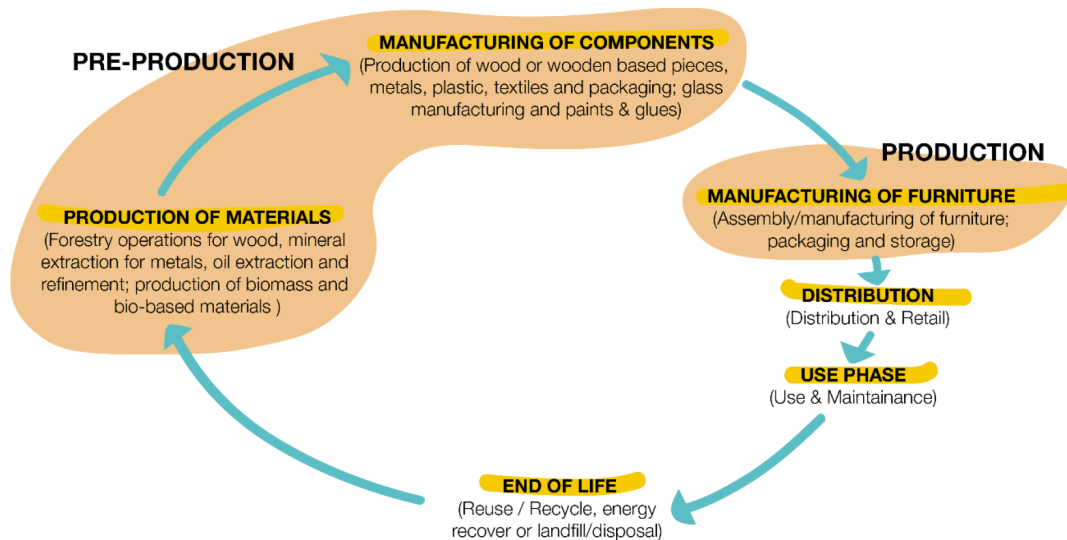 PRE-PRODUCTION
MANUFACTURING OF COMPONENTS
(Production of wood or wooden based pieces,
metals, plastic, textiles and packaging; glass
manufacturing and paints & glues)
PRODUCTION
MANUFACTURING OF FURNITURE
(Assembly/manufacturing of furniture;
packaging and storage)
PRODUCTION OF MATERIALS
(Forestry operations for wood, mineral
extraction for metals, oil extraction and
refinement; production of biomass and
bio-based materials )
DISTRIBUTION
(Distribution & Retail)
USE PHASE
(Use & Maintainance)
END OF LIFE
(Reuse / Recycle, energy
recover or landfill/disposal)